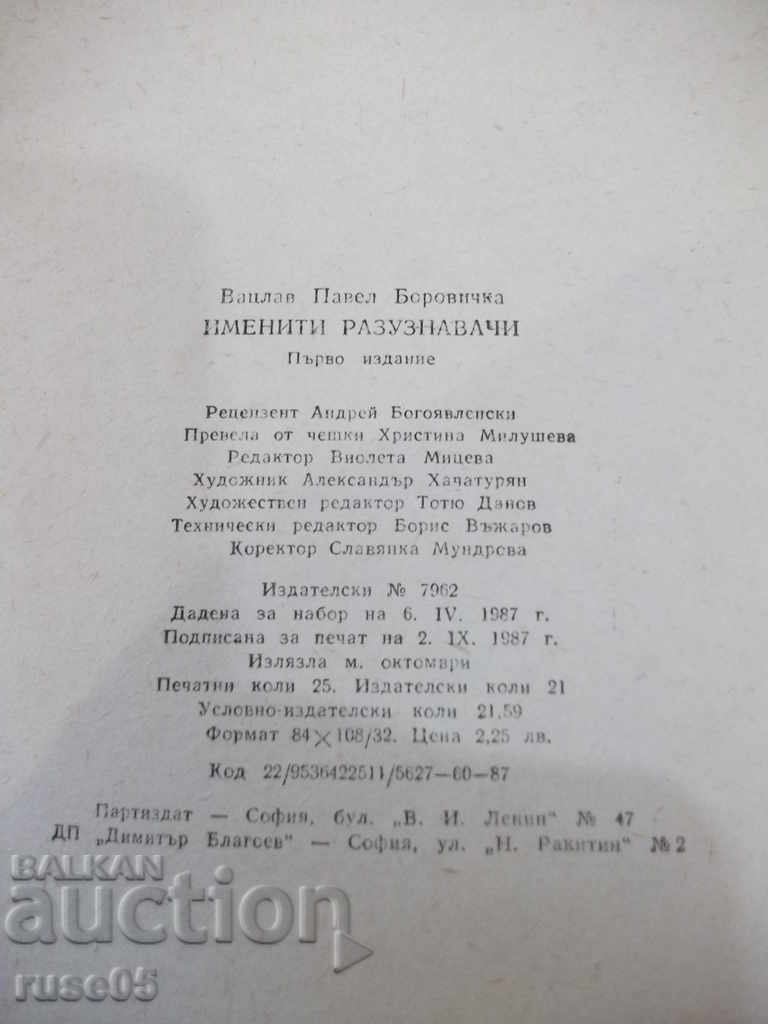 Вацлав Павел Боровичка
ИМЕНИТИ РАЗУЗНАВАЧИ
Първо издание
Рецензент Андрей Богоявленски
Превела от чешки Христина Милушева
Редактор Виолета Мицева
Художник Александър Хачатурян
Художествен редактор Тотю Данов
Технически редактор Борис Въжаров
Коректор Славянка Мундрова
Издателски № 7962
Дадена за набор на 6. IV. 1987 г.
Подписана за печат на 2. IX. 1987 г.
Излязла м. октомври
Печатни коли 25. Издателски коли 21
Условно-издателски коли 21,59
Формат 84×108/32. Цена 2,25 лв.
Код 22/9536422511/5627—60—87
Партиздат — София, бул. „В. И. Ленин" № 47
ДП „Димитър Благоев" — София, ул. „Н. Ракитин" № 2
BALKAN
auction
ruse05